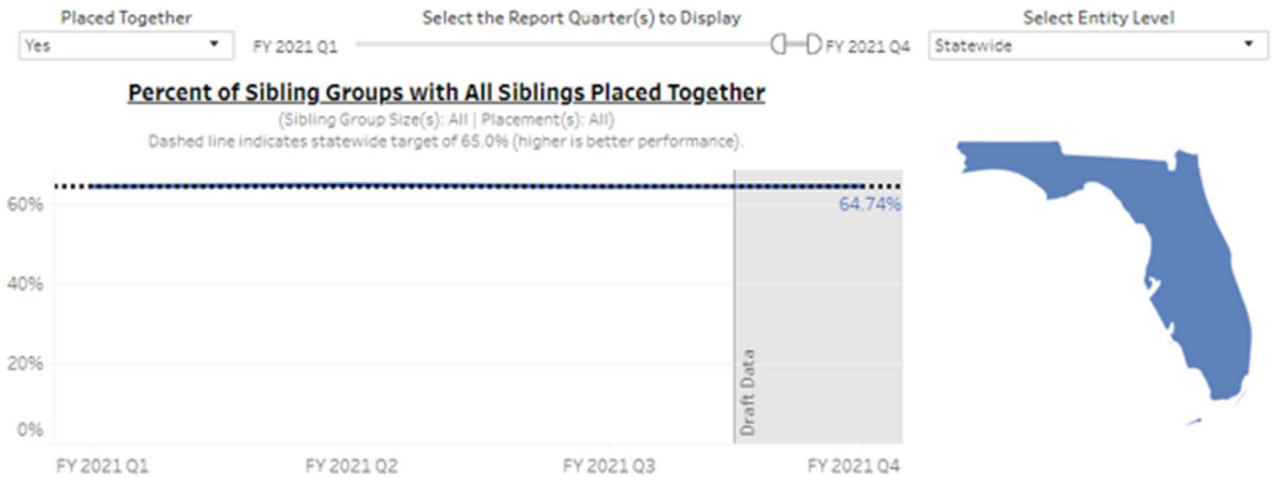 Placed Together
Select the Report Quarter(s) to Display
Select Entity Level
Yes
FY 2021 Q1
FY 2021 Q4
Statewide
Percent of Sibling Groups with All Siblings Placed Together
(Sibling Group Size(s): All | Placement(s): All)
Dashed line indicates statewide target of 65.0% (higher is better performance).
60%
64.74%
40%
20%
Draft Data
0%
FY 2021 Q1
FY 2021 Q2
FY 2021 Q3
FY 2021 Q4